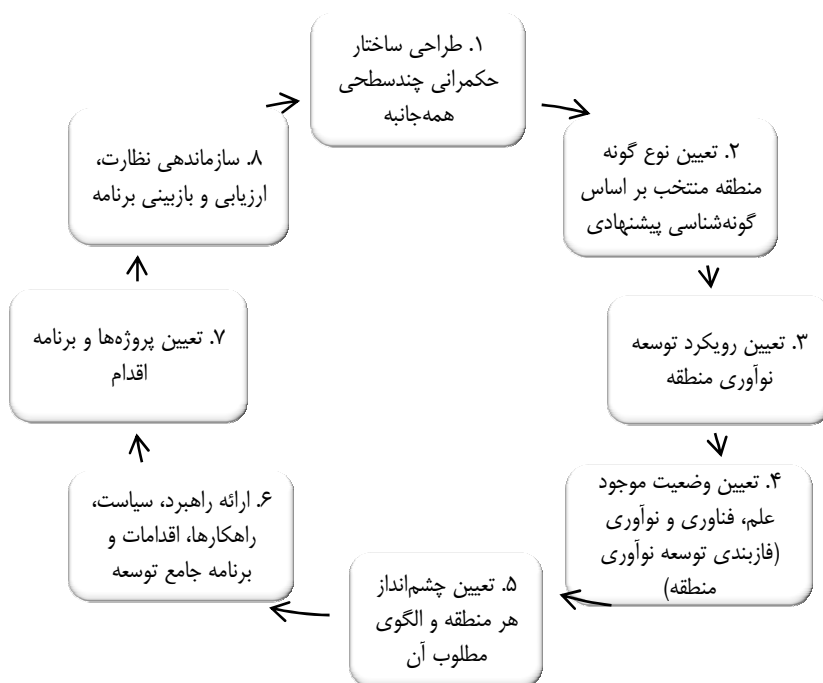 ۱. طراحی ساختار
حکمرانی چندسطحی
همه‌جانبه
۲. تعیین نوع گونه
منطقه منتخب بر اساس
گونه‌شناسی پیشنهادی
۳. تعیین رویکرد توسعه
نوآوری منطقه
۴. تعیین وضعیت موجود
علم، فناوری و نوآوری
(فازبندی توسعه نوآوری
منطقه)
۵. تعیین چشم‌انداز
هر منطقه و الگوی
مطلوب آن
۶. ارائه راهبرد، سیاست،
راهکارها، اقدامات و
برنامه جامع توسعه
۷. تعیین پروژه‌ها و برنامه
اقدام
۸. سازماندهی نظارت،
ارزیابی و بازبینی برنامه